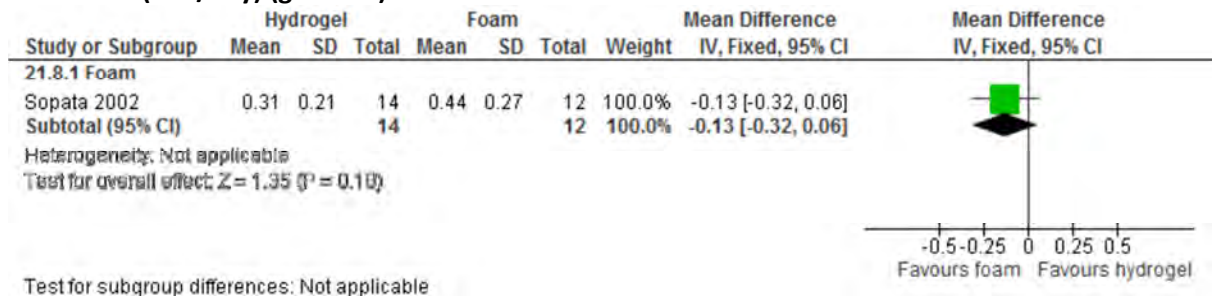 Hydrogel Foam Mean Difference Mean Difference
Study or Subgroup Mean SD Total Mean SD Total Weight IV, Fixed, 95% CI IV, Fixed, 95% CI
21.8.1 Foam
Sopata 2002 0.31 0.21 14 0.44 0.27 12 100.0% -0.13 [-0.32, 0.06]
Subtotal (95% CI) 14 12 100.0% -0.13 [-0.32, 0.06]
Heterogeneity: Not applicable
Test for overall effect: Z = 1.35 (P = 0.18)
-0.5 -0.25 0 0.25 0.5
Favours foam Favours hydrogel
Test for subgroup differences: Not applicable